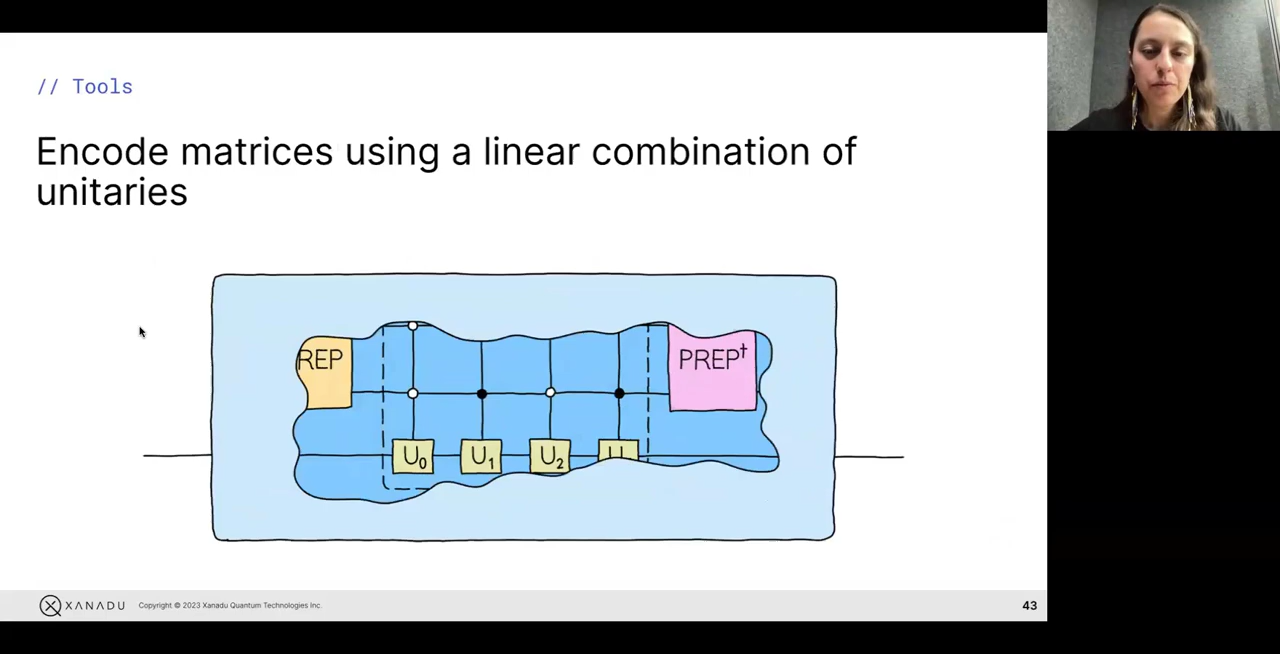 // Tools
Encode matrices using a linear combination of
unitaries
REP
PREP†
U₀ U₁ U₂ U
XANADU
Copyright © 2023 Xanadu Quantum Technologies Inc.
43